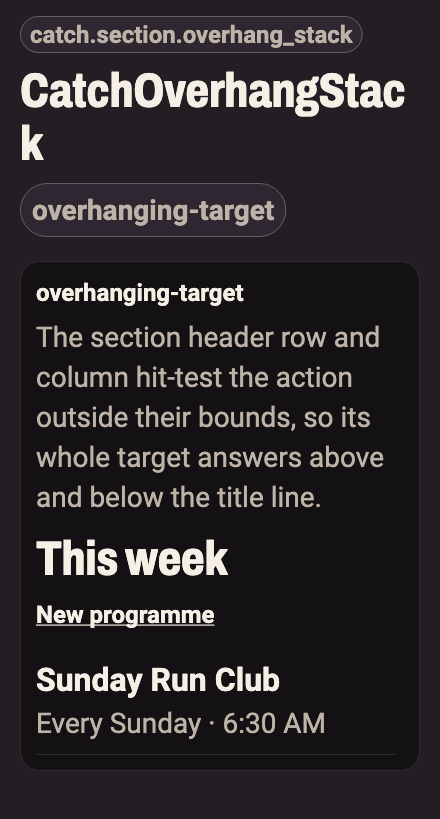 catch.section.overhang_stack
CatchOverhangStac
k
overhanging-target
overhanging-target
The section header row and
column hit-test the action
outside their bounds, so its
whole target answers above
and below the title line.
This week
New programme
Sunday Run Club
Every Sunday · 6:30 AM